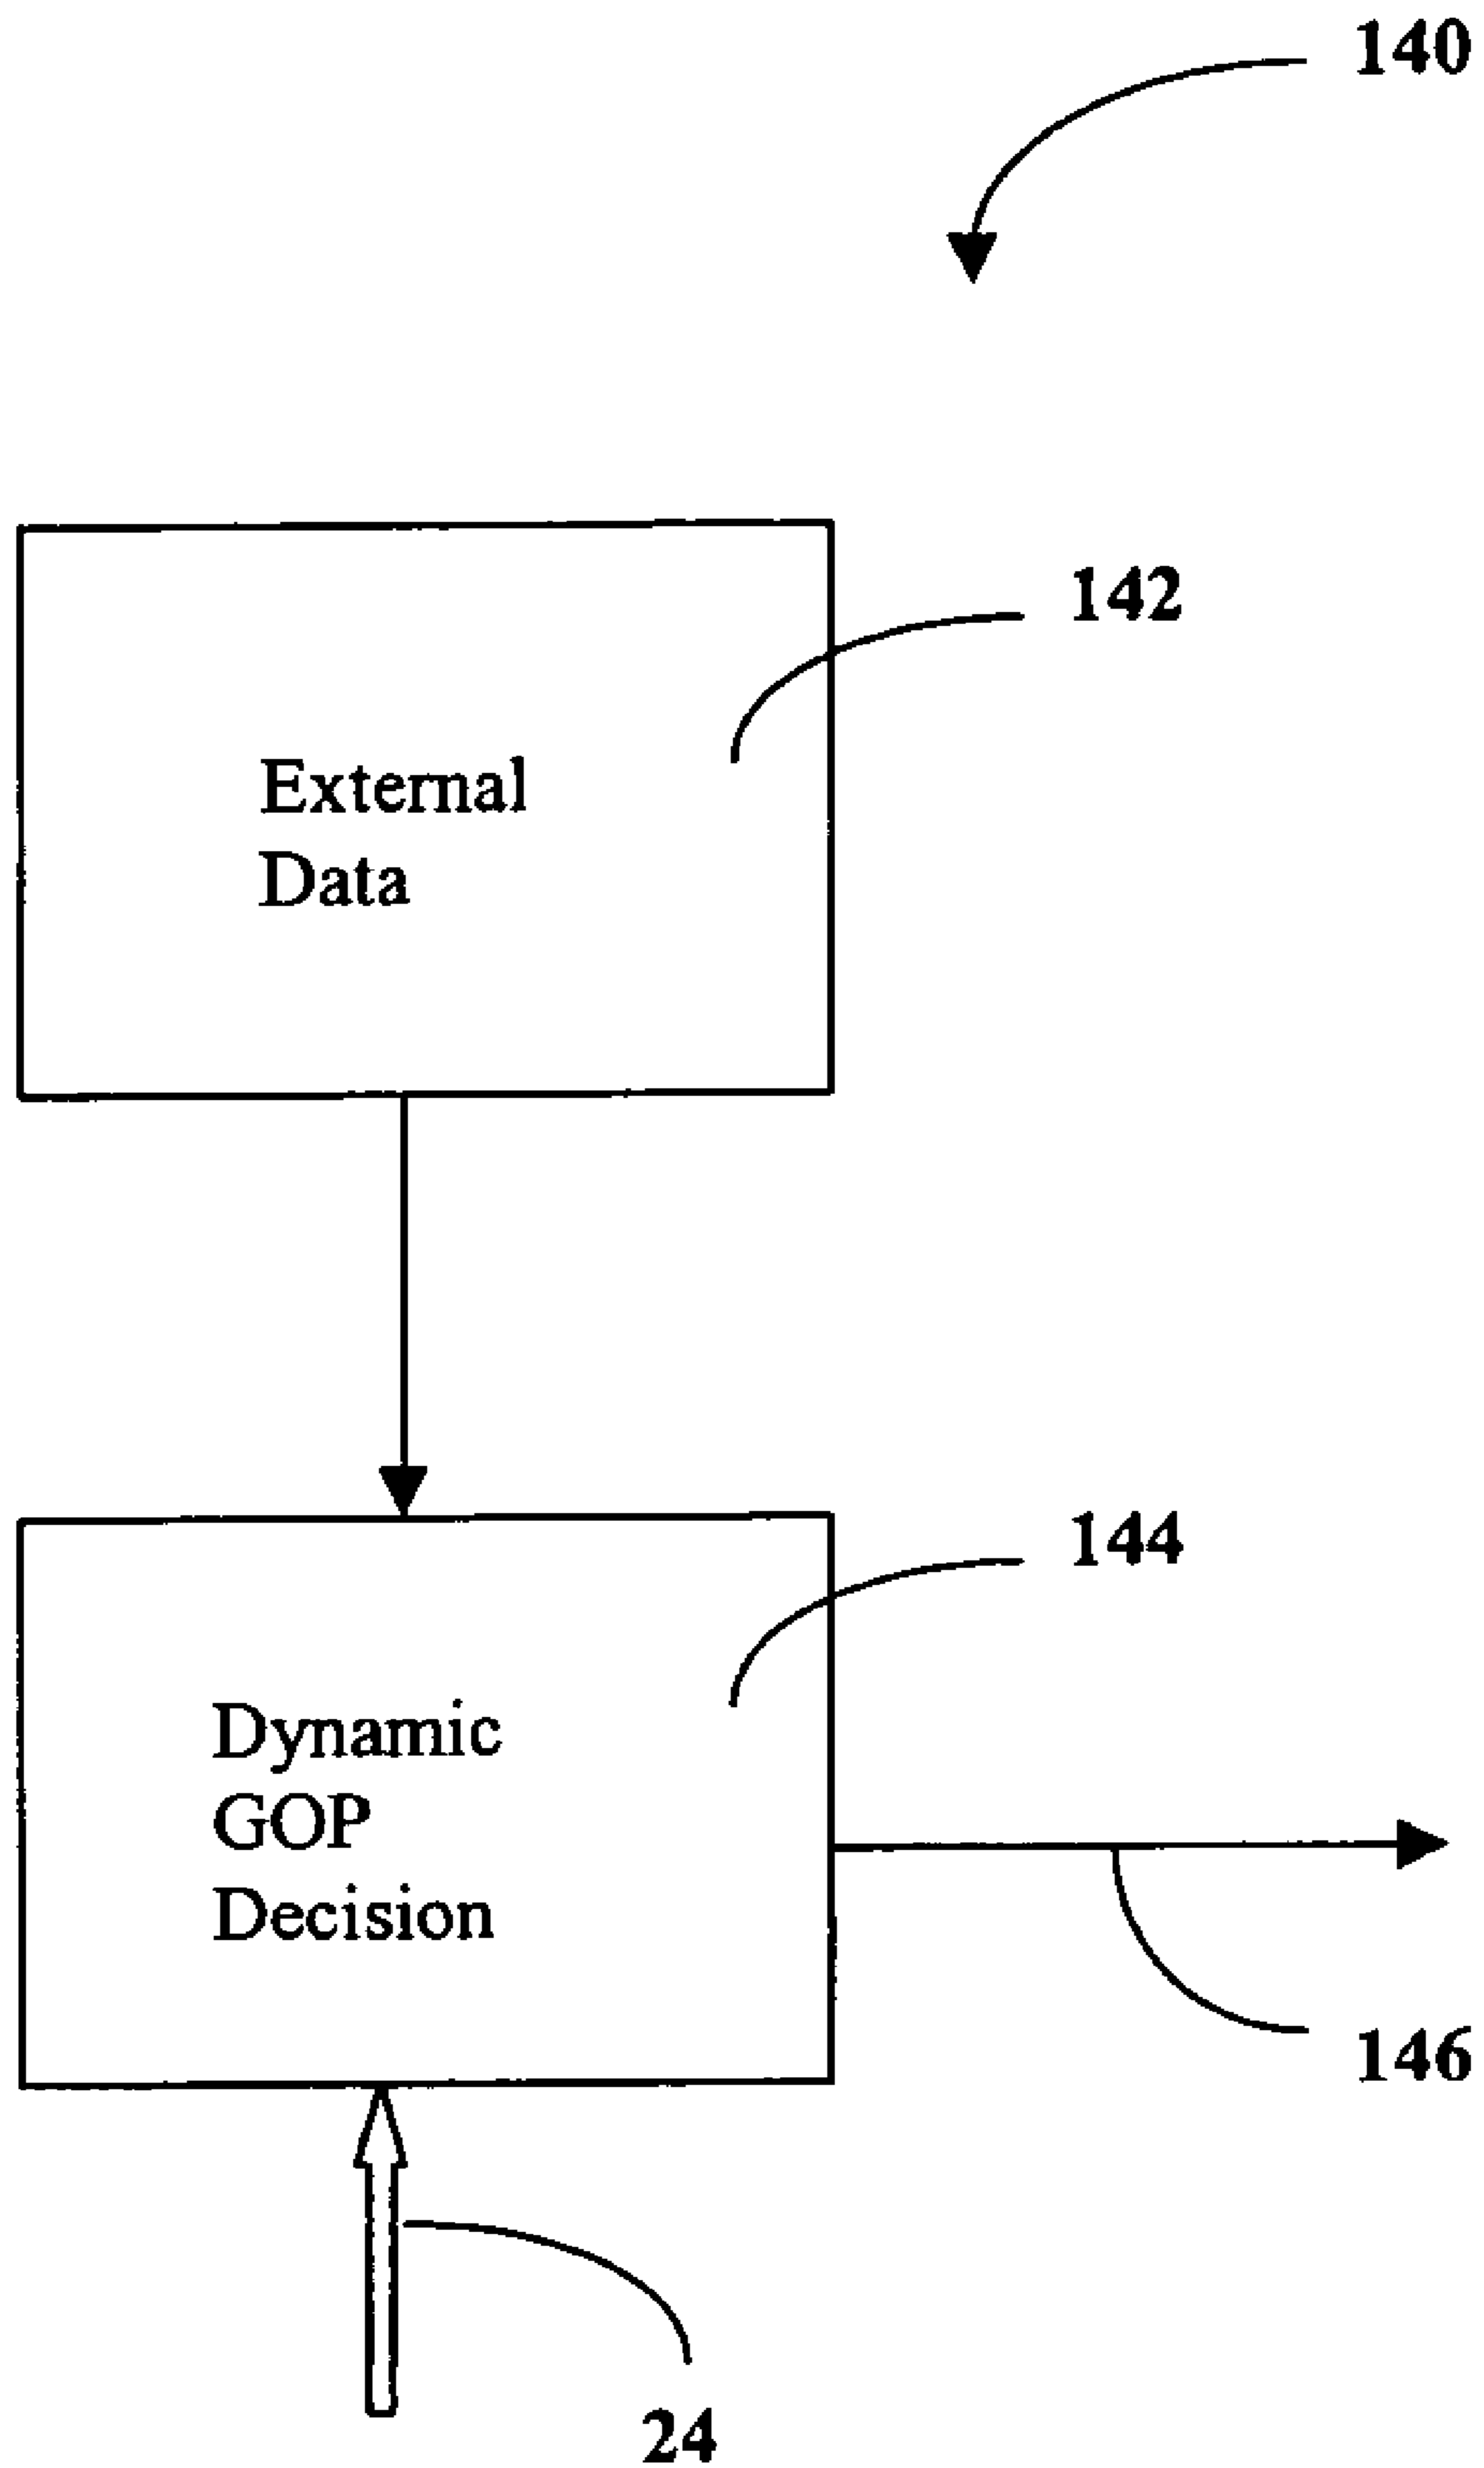 140
142
External
Data
144
Dynamic
GOP
Decision
146
24